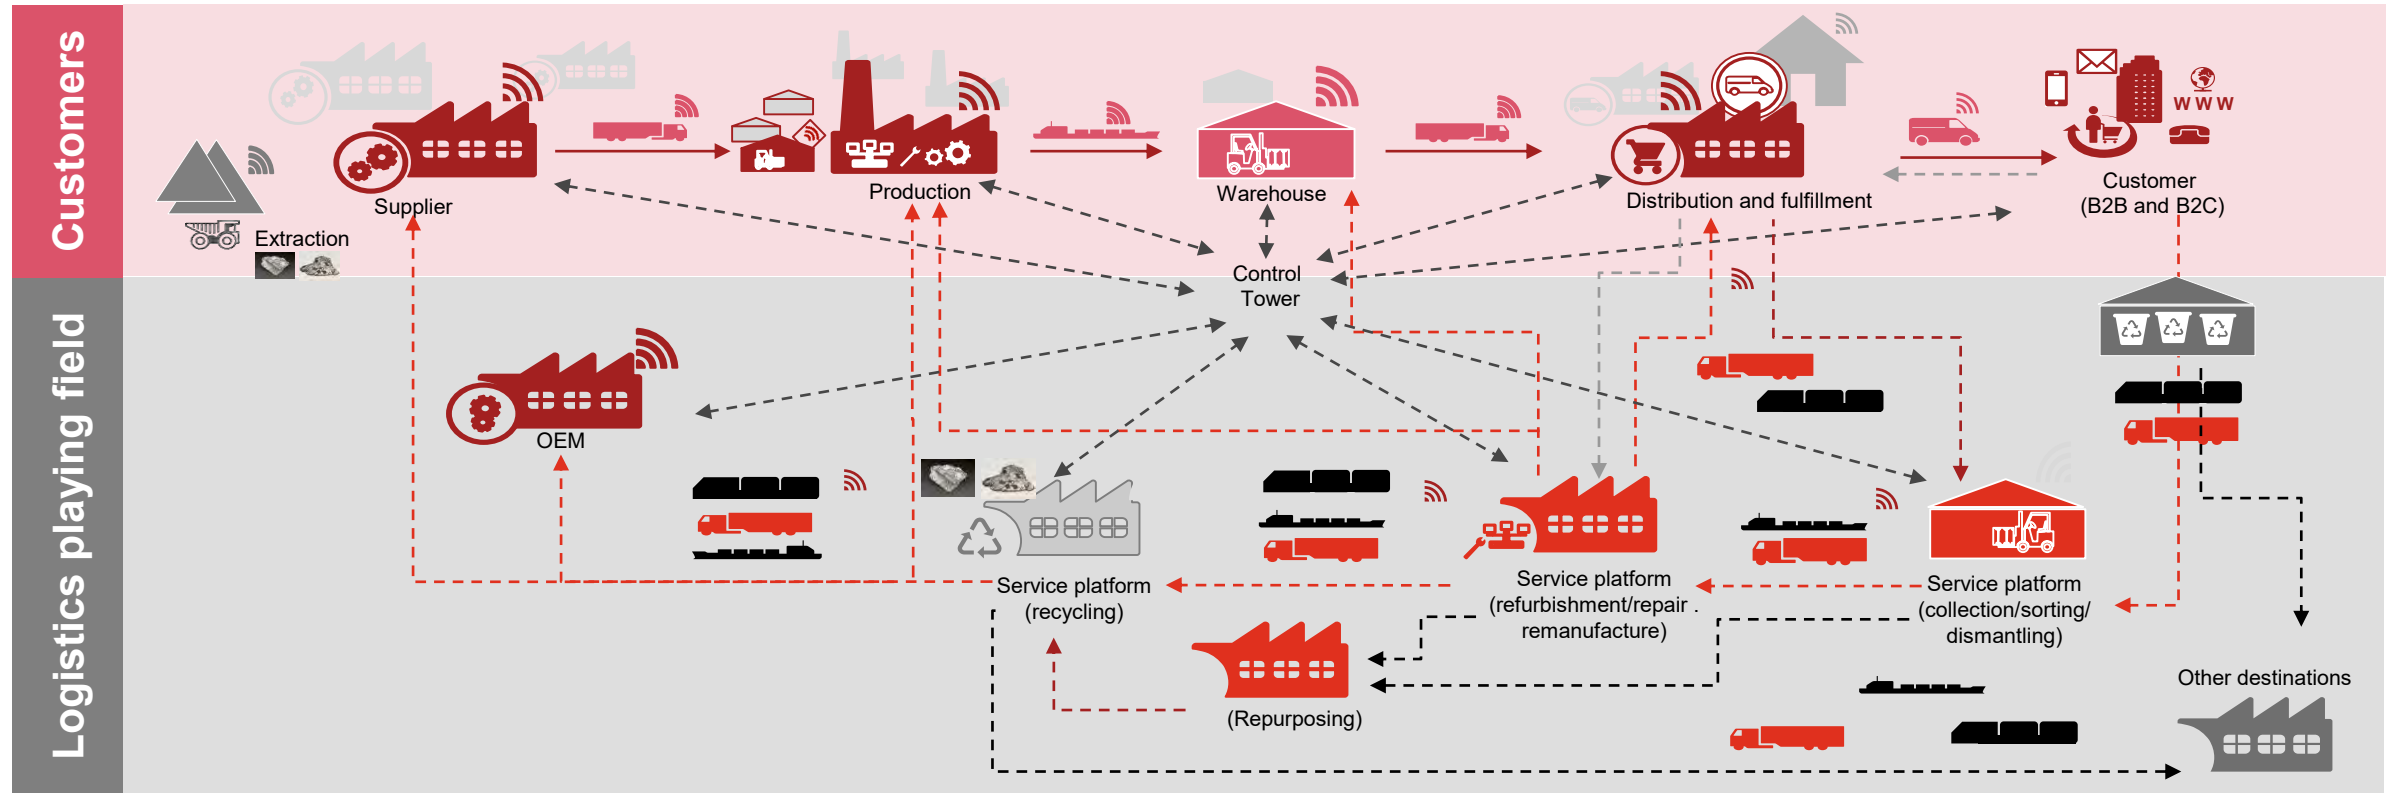 Customers
Logistics playing field
Supplier
Extraction
Production
Warehouse
Distribution and fulfillment
WWW
Customer
(B2B and B2C)
Control
Tower
OEM
Service platform
(recycling)
Service platform
(refurbishment/repair .
remanufacture)
Service platform
(collection/sorting/
dismantling)
(Repurposing)
Other destinations